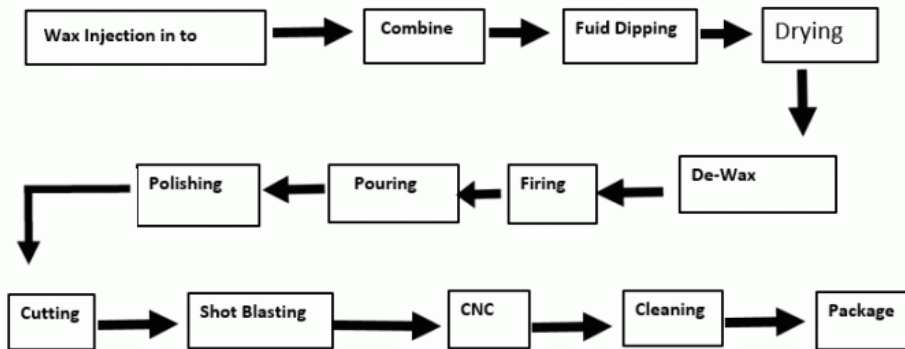 Wax Injection in to
Combine
Fuid Dipping
Drying
De-Wax
Firing
Pouring
Polishing
Cutting
Shot Blasting
CNC
Cleaning
Package